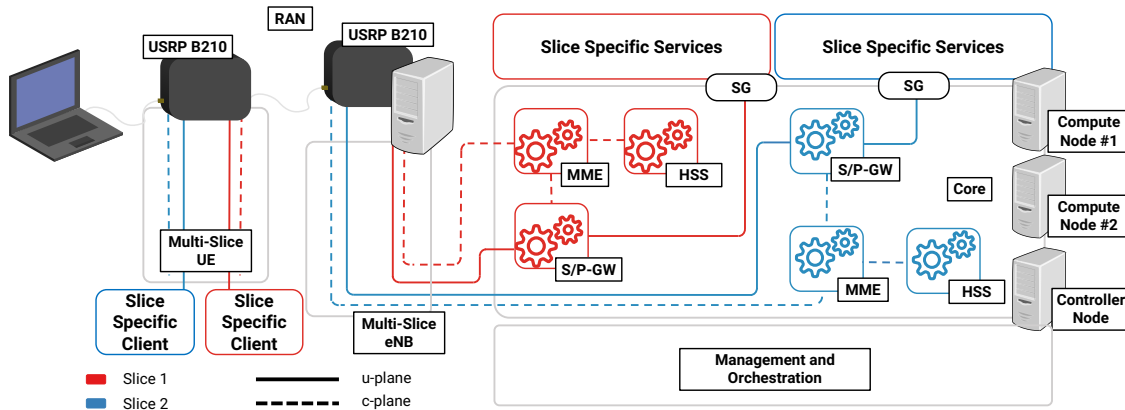 RAN
USRP B210
USRP B210
Slice Specific Services
Slice Specific Services
SG
SG
Compute
Node #1
MME
HSS
S/P-GW
Core
Compute
Node #2
Multi-Slice
UE
S/P-GW
MME
HSS
Controller
Node
Slice
Specific
Client
Slice
Specific
Client
Multi-Slice
eNB
Management and
Orchestration
Slice 1
u-plane
Slice 2
c-plane